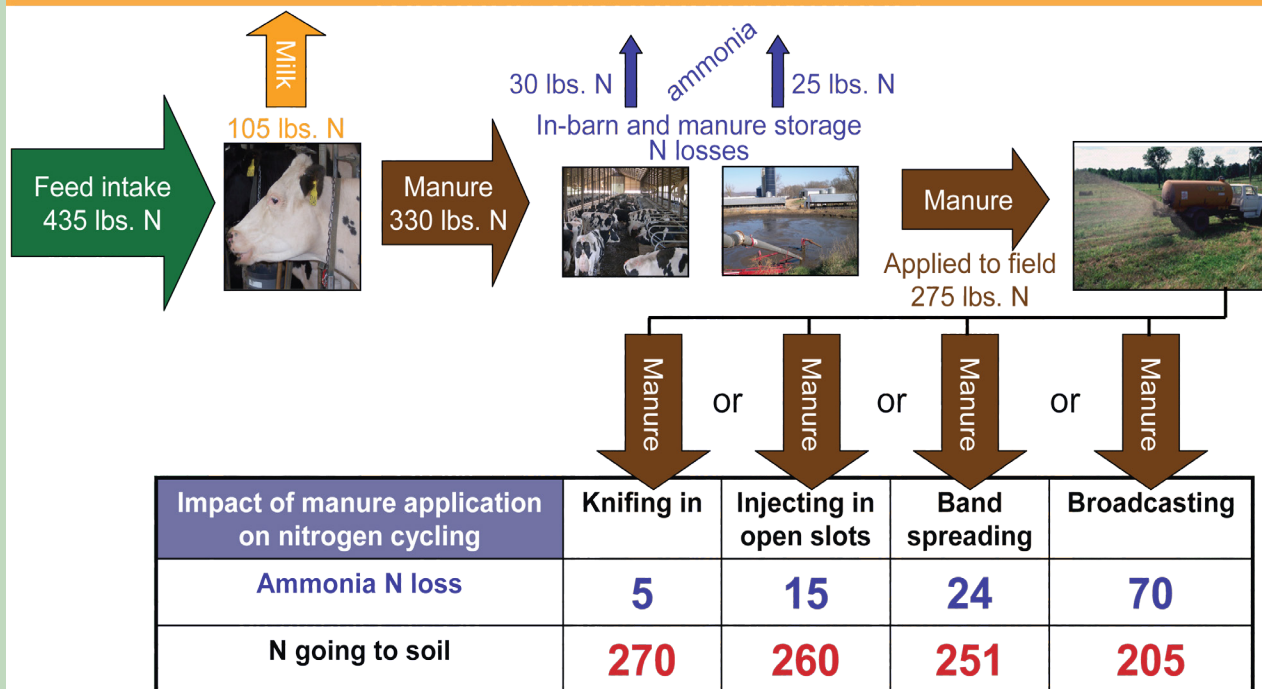 Milk
105 lbs. N
Feed intake
435 lbs. N
Manure
330 lbs. N
30 lbs. N
ammonia
25 lbs. N
In-barn and manure storage
N losses
Manure
Applied to field
275 lbs. N
Manure
or
Manure
or
Manure
or
Manure
Impact of manure application
on nitrogen cycling
Knifing in
Injecting in
open slots
Band
spreading
Broadcasting
Ammonia N loss
5
15
24
70
N going to soil
270
260
251
205